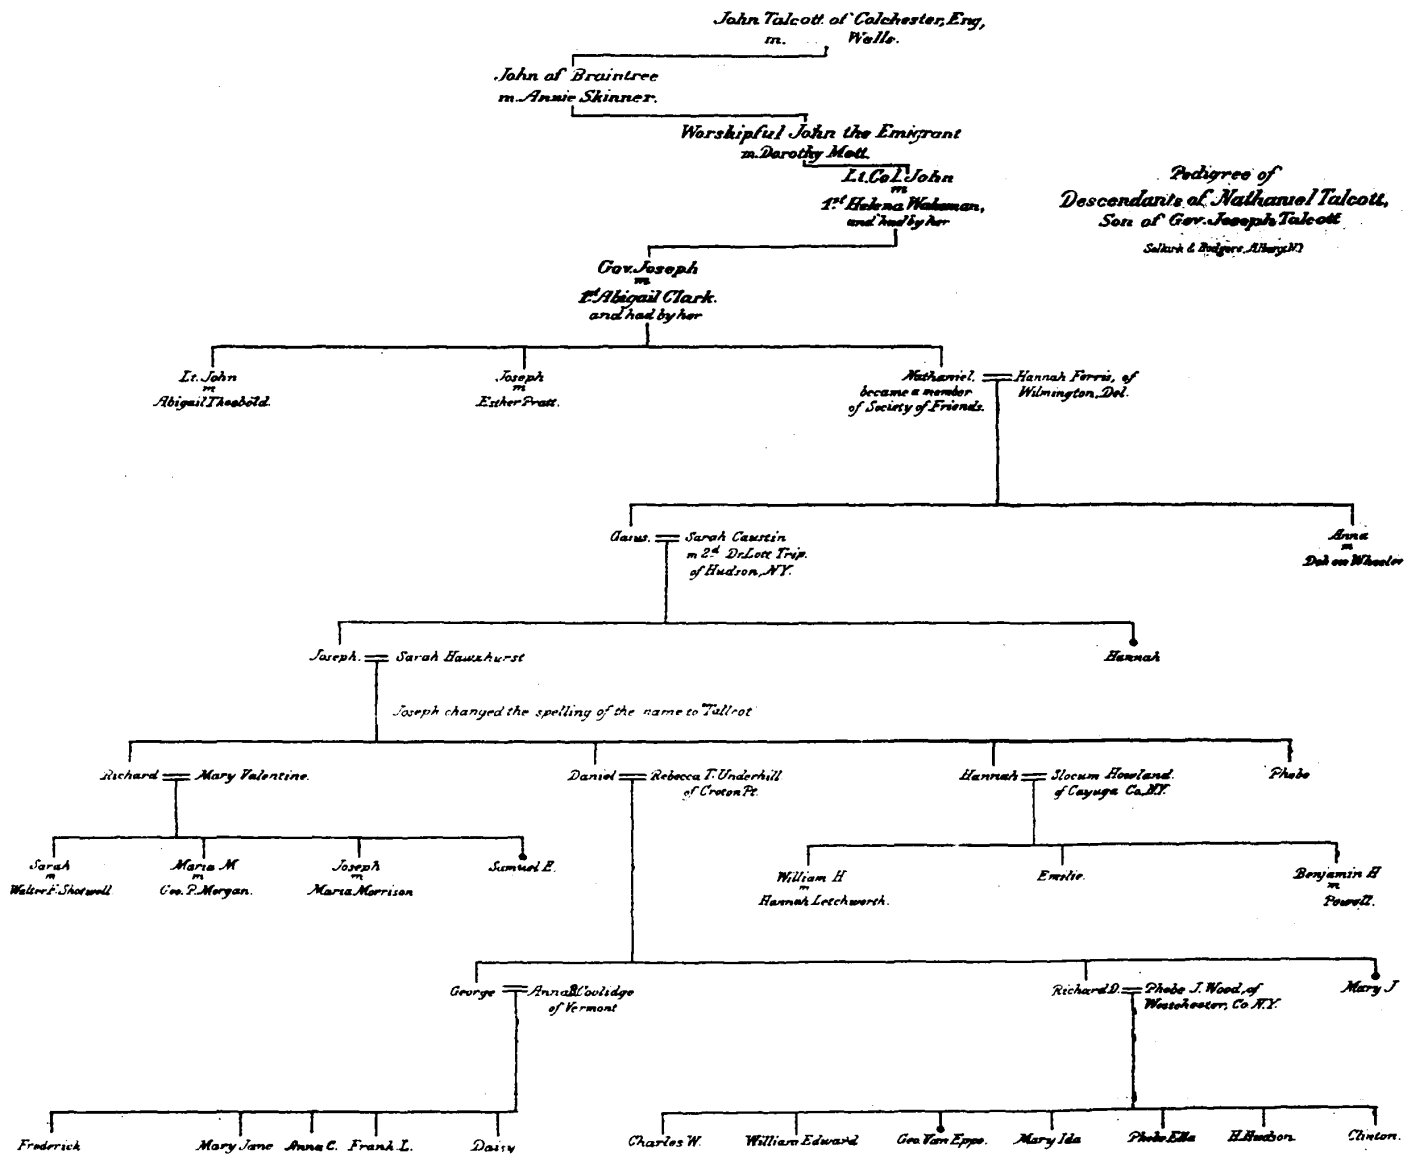 John Talcott of Colchester, Eng,
m. Wells.
John of Braintree
m. Annie Skinner.
Worshipful John the Emigrant
m. Dorothy Mott.
Lt. Col. John
m
1st Helena Wakeman,
and had by her
Pedigree of
Descendants of Nathaniel Talcott,
Son of Gov. Joseph Talcott
Selkirk & Rodgers, Albany N.Y.
Gov. Joseph
m
1st Abigail Clark.
and had by her
Lt. John
m
Abigail Theobold.
Joseph
m
Esther Pratt.
Nathaniel.
became a member
of Society of Friends.
Hannah Ferris, of
Wilmington, Del.
Gaius.
Sarah Caustin
m 2d Dr. Lott Trip.
of Hudson, N.Y.
Anna
m
Wheeler
Joseph.
Sarah Hawxhurst
Hannah
Joseph changed the spelling of the name to "Tallcot"
Richard
Mary Valentine.
Daniel
Rebecca T. Underhill
of Croton Pt.
Hannah
Slocum Howland.
of Cayuga Co., N.Y.
Phebe
Sarah
m
Walter F. Shotwell.
Maria M
m
Geo. P. Morgan.
Joseph
m
Maria Morrison
Samuel E.
William H
m
Hannah Letchworth.
Emilie.
Benjamin H
m
Powell.
George
Anna Coolidge
of Vermont
Richard D.
Phebe J. Wood, of
Westchester, Co N.Y.
Mary J
Frederick
Mary Jane
Anna C.
Frank L.
Daisy
Charles W.
William Edward
Geo. Van Epps.
Mary Ida
Phebe Ella
H. Hudson.
Clinton.